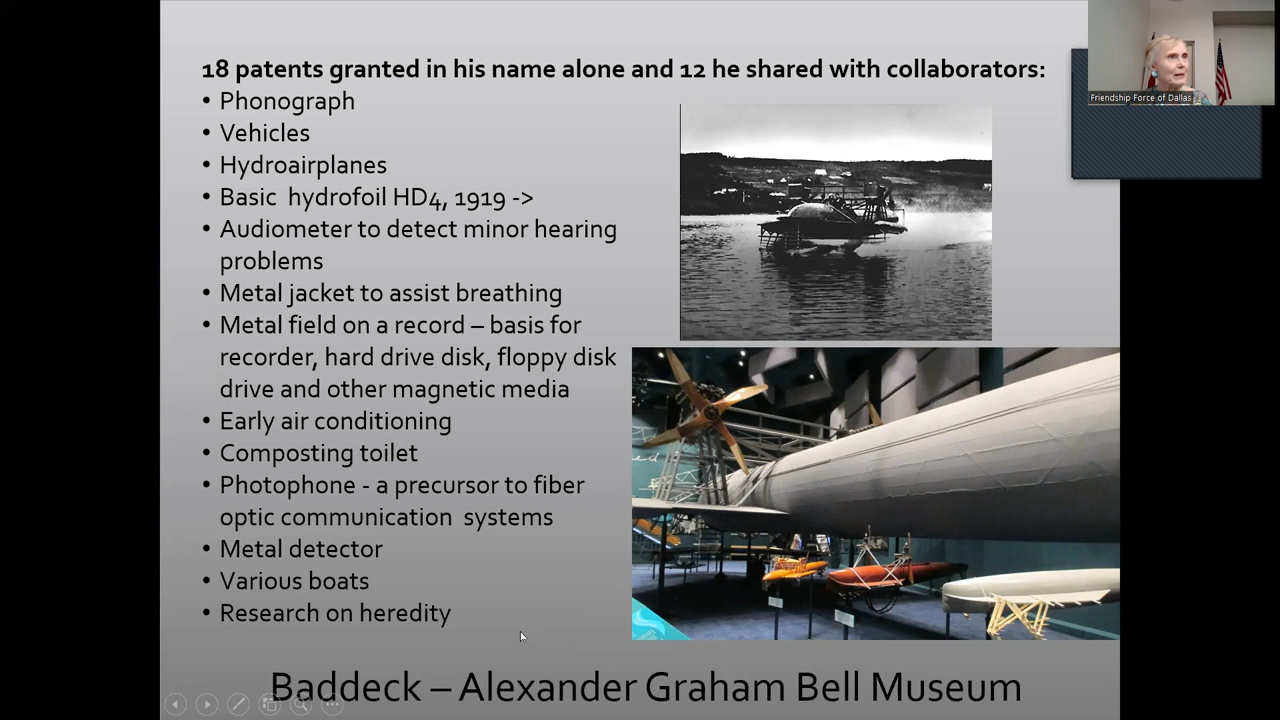 18 patents granted in his name alone and 12 he shared with collaborators:
• Phonograph
• Vehicles
• Hydroairplanes
• Basic hydrofoil HD4, 1919 ->
• Audiometer to detect minor hearing
problems
• Metal jacket to assist breathing
• Metal field on a record – basis for
recorder, hard drive disk, floppy disk
drive and other magnetic media
• Early air conditioning
• Composting toilet
• Photophone - a precursor to fiber
optic communication systems
• Metal detector
• Various boats
• Research on heredity
Baddeck – Alexander Graham Bell Museum
Friendship Force of Dallas